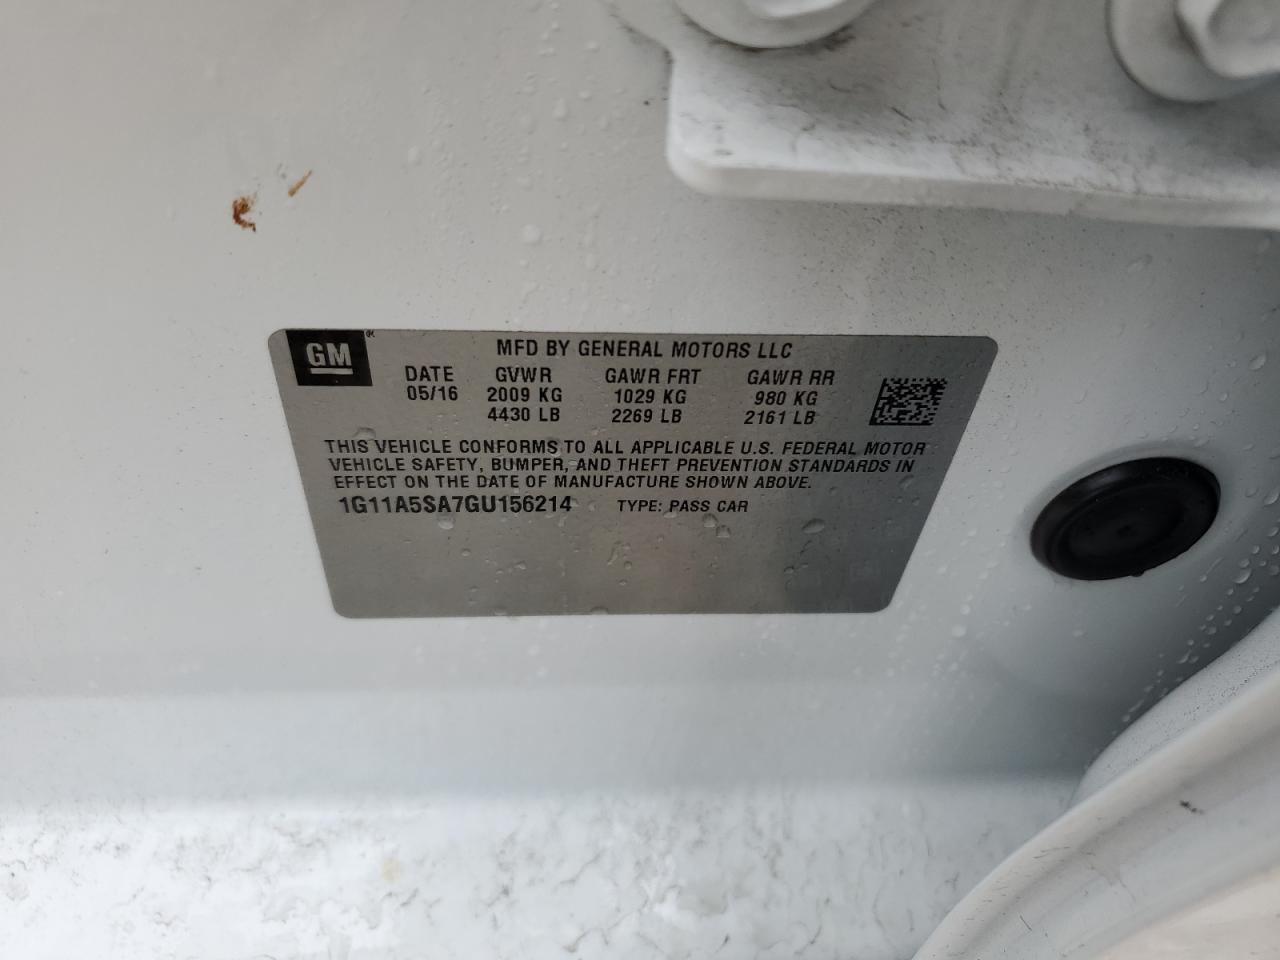 GM
MFD BY GENERAL MOTORS LLC
DATE GVWR GAWR FRT GAWR RR
05/16 2009 KG 1029 KG 980 KG
4430 LB 2269 LB 2161 LB
THIS VEHICLE CONFORMS TO ALL APPLICABLE U.S. FEDERAL MOTOR
VEHICLE SAFETY, BUMPER, AND THEFT PREVENTION STANDARDS IN
EFFECT ON THE DATE OF MANUFACTURE SHOWN ABOVE.
1G11A5SA7GU156214 TYPE: PASS CAR